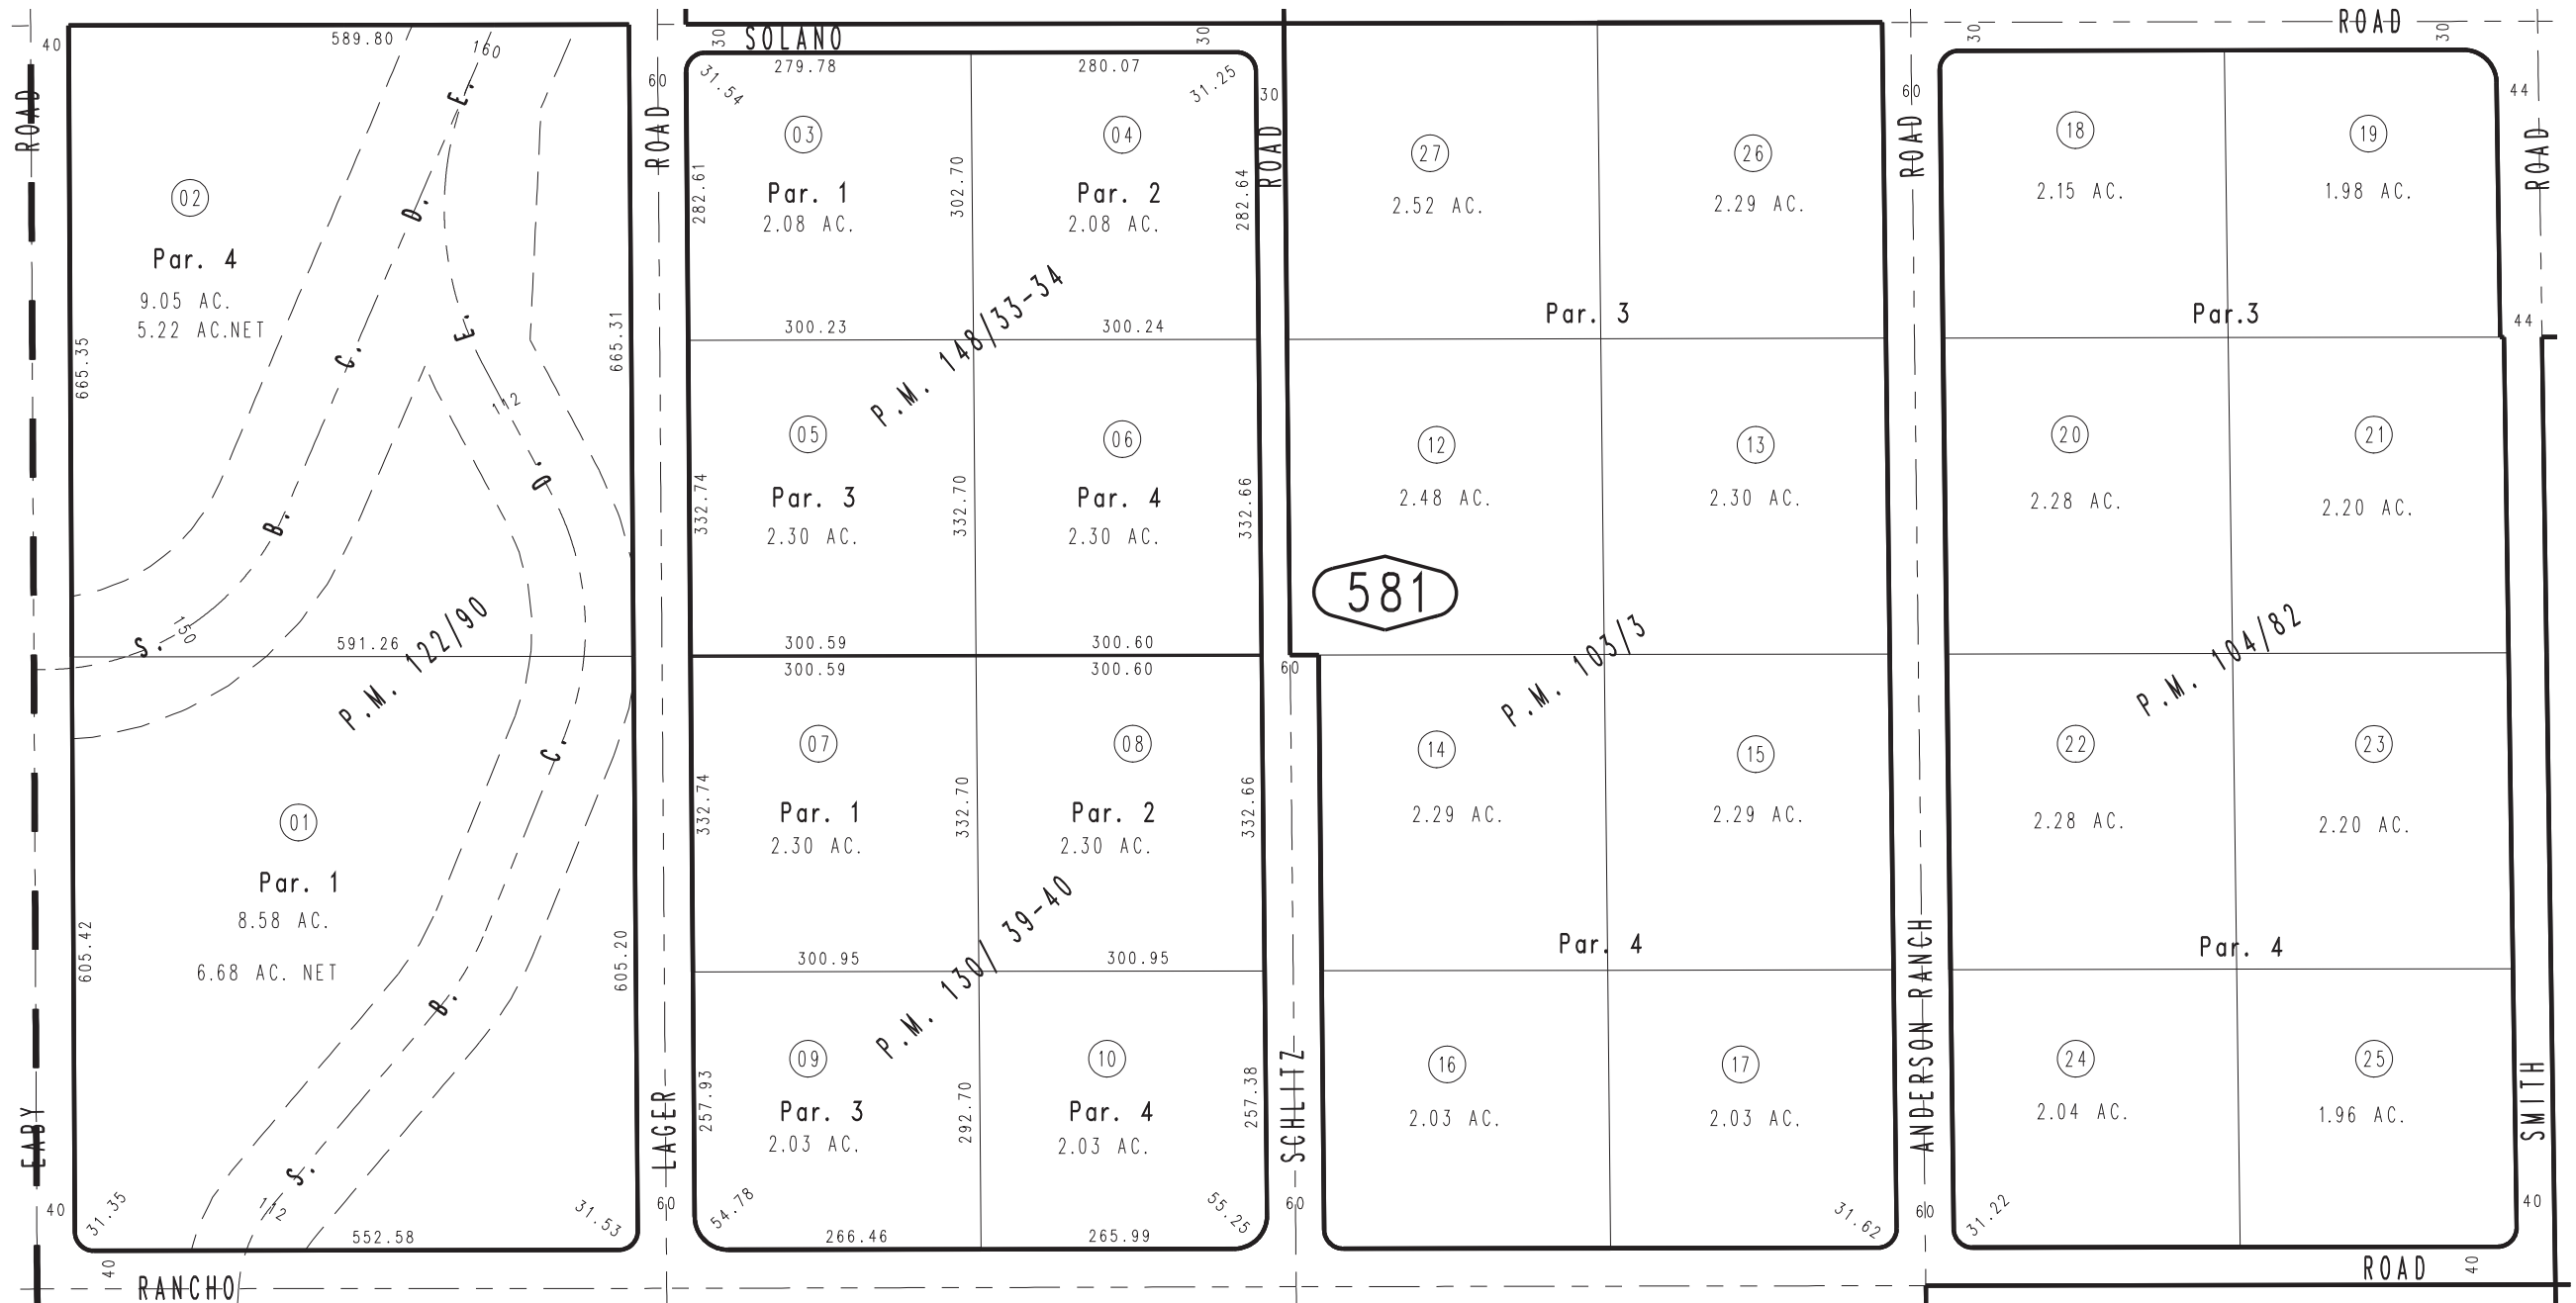 40
589.80
160
ROAD
02
Par. 4
9.05 AC.
5.22 AC.NET
665.35
665.31
E.
D.
C.
B.
S.
150
E.
112
D.
C.
B.
S.
112
591.26
P.M. 122/90
01
Par. 1
8.58 AC.
6.68 AC. NET
605.42
605.20
EABY
40
31.35
31.53
552.58
40
RANCHO
60
ROAD
LAGER
60
30
SOLANO
30
279.78
280.07
31.54
31.25
03
Par. 1
2.08 AC.
04
Par. 2
2.08 AC.
282.61
302.70
282.64
300.23
300.24
P.M. 148/33-34
05
Par. 3
2.30 AC.
06
Par. 4
2.30 AC.
332.74
332.70
332.66
300.59
300.60
300.59
300.60
07
Par. 1
2.30 AC.
08
Par. 2
2.30 AC.
332.74
332.70
332.66
300.95
300.95
P.M. 130/ 39-40
09
Par. 3
2.03 AC.
10
Par. 4
2.03 AC.
257.93
292.70
257.38
54.78
55.25
266.46
265.99
30
ROAD
60
SCHLITZ
60
27
2.52 AC.
26
2.29 AC.
Par. 3
12
2.48 AC.
13
2.30 AC.
581
P.M. 103/3
14
2.29 AC.
15
2.29 AC.
Par. 4
16
2.03 AC.
17
2.03 AC.
31.62
60
ROAD
ANDERSON RANCH
60
ROAD
30
30
18
2.15 AC.
19
1.98 AC.
Par.3
20
2.28 AC.
21
2.20 AC.
P.M. 104/82
22
2.28 AC.
23
2.20 AC.
Par. 4
24
2.04 AC.
25
1.96 AC.
31.22
44
ROAD
44
SMITH
40
ROAD
40